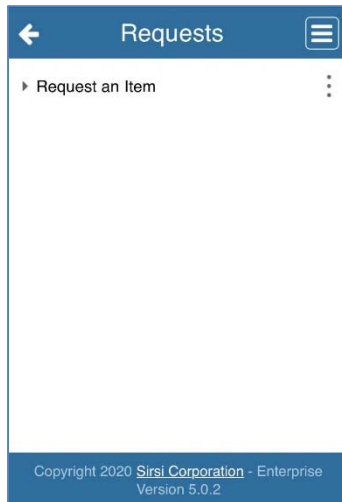 Requests
Request an Item
Copyright 2020 Sirsi Corporation - Enterprise
Version 5.0.2